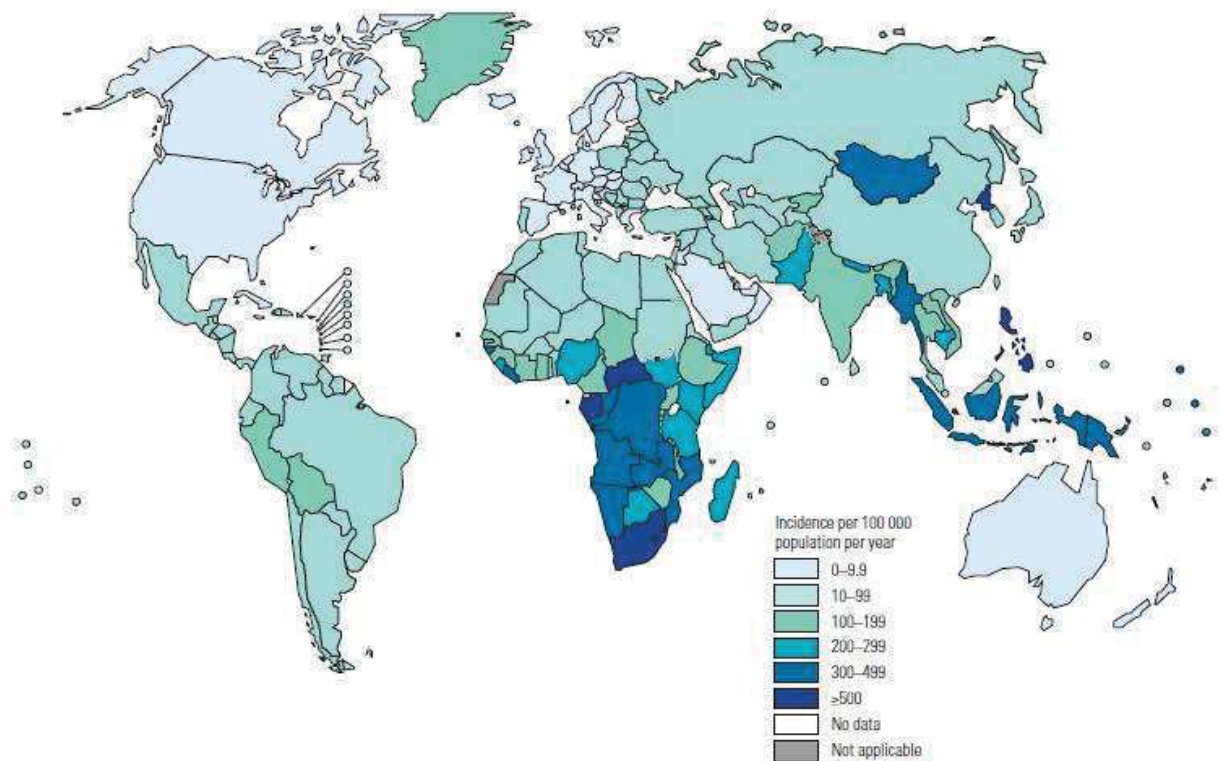 Incidence per 100 000
population per year
0–9.9
10–99
100–199
200–299
300–499
≥500
No data
Not applicable